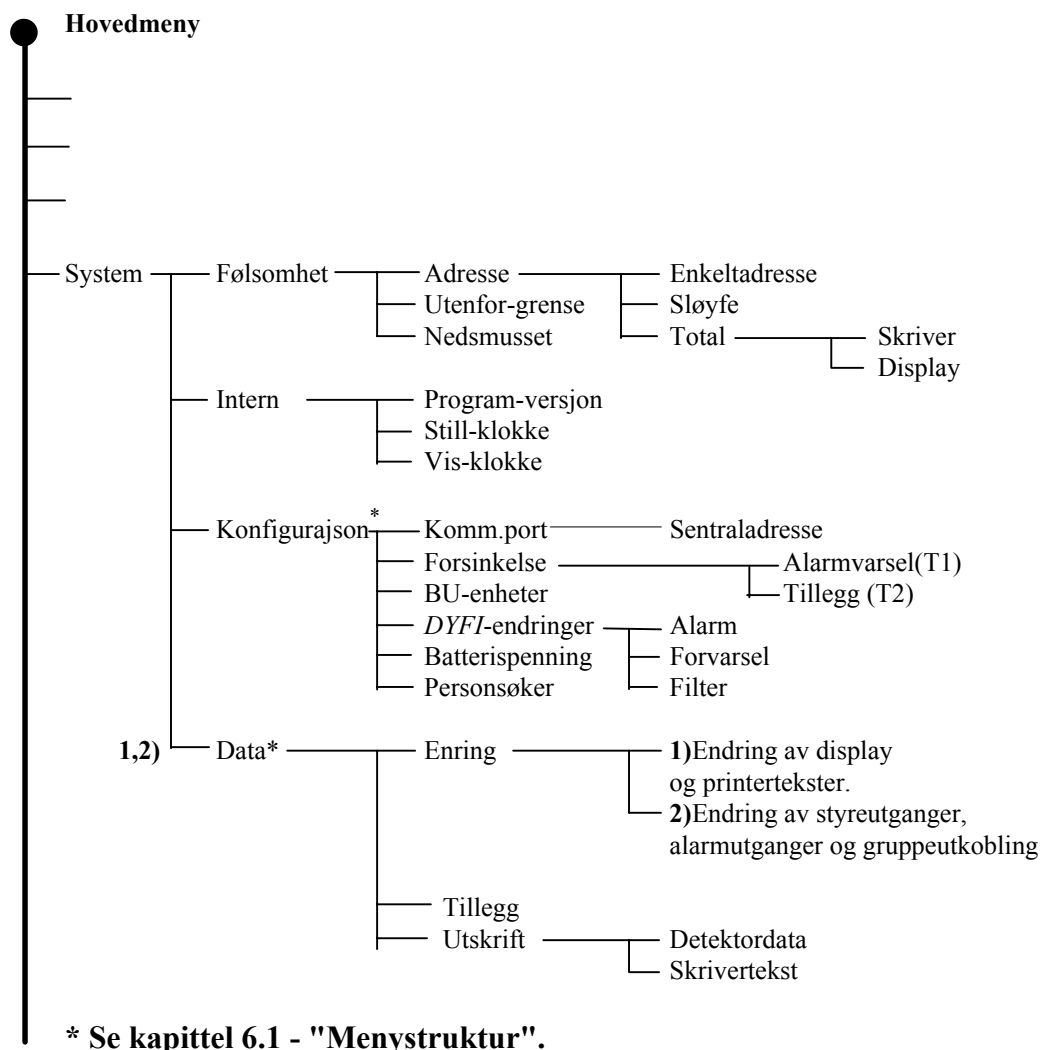 Hovedmeny
System Følsomhet Adresse Enkeltadresse
Utenfor-grense Sløyfe
Nedsmusset Total Skriver
Display
Intern Program-versjon
Still-klokke
Vis-klokke
Konfigurajson* Komm.port Sentraladresse
Forsinkelse Alarmvarsel(T1)
BU-enheter Tillegg (T2)
DYFI-endringer Alarm
Batterispenning Forvarsel
Personsøker Filter
1,2) Data* Enring 1)Endring av display
og printertekster.
2)Endring av styreutganger,
alarmutganger og gruppeutkobling
Tillegg
Utskrift Detektordata
Skrivertekst
* Se kapittel 6.1 - "Menystruktur".